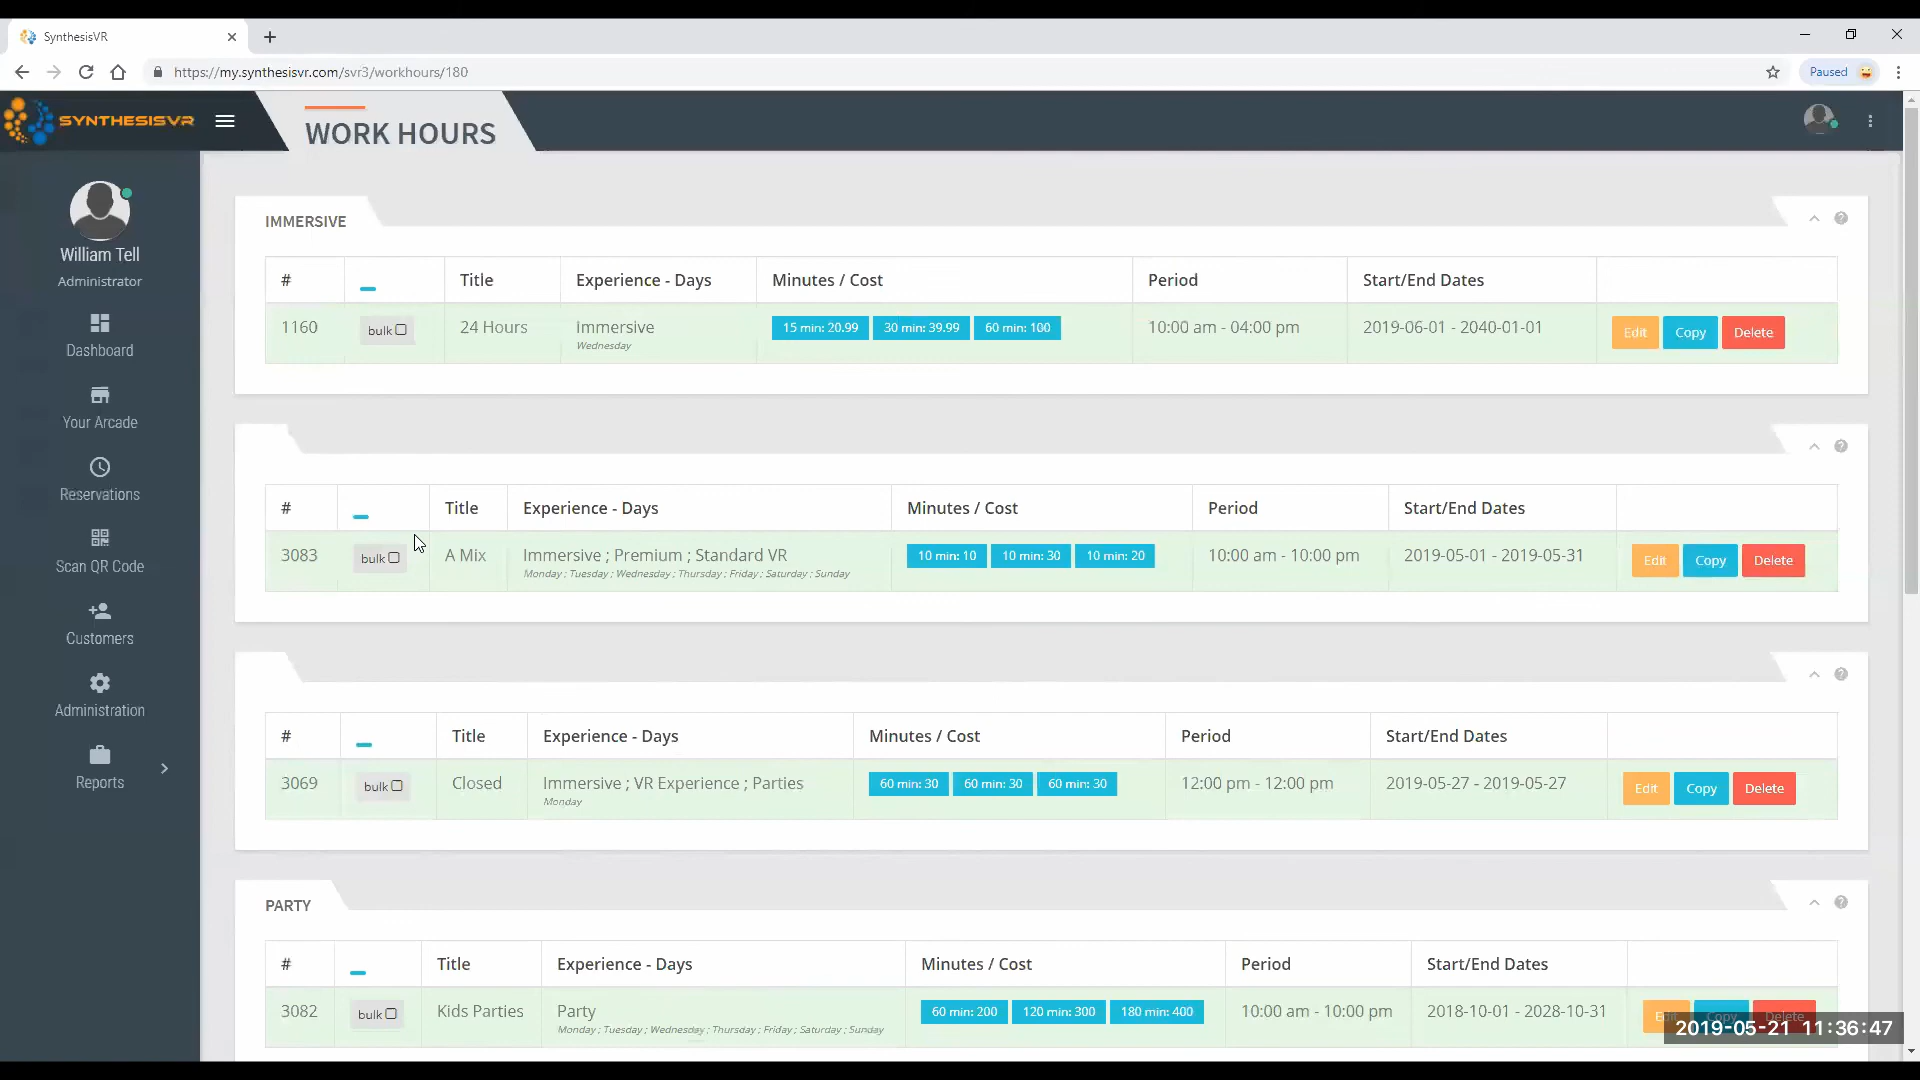 SynthesisVR
https://my.synthesisvr.com/svr3/workhours/180
Paused
SYNTHESISVR
WORK HOURS
William Tell
Administrator
Dashboard
Your Arcade
Reservations
Scan QR Code
Customers
Administration
Reports
IMMERSIVE
# Title Experience - Days Minutes / Cost Period Start/End Dates
1160 bulk 24 Hours Immersive 15 min: 20.99 30 min: 39.99 60 min: 100 10:00 am - 04:00 pm 2019-06-01 - 2040-01-01 Edit Copy Delete
Wednesday
# Title Experience - Days Minutes / Cost Period Start/End Dates
3083 bulk A Mix Immersive ; Premium ; Standard VR 10 min: 10 10 min: 30 10 min: 20 10:00 am - 10:00 pm 2019-05-01 - 2019-05-31 Edit Copy Delete
Monday ; Tuesday ; Wednesday ; Thursday ; Friday ; Saturday ; Sunday
# Title Experience - Days Minutes / Cost Period Start/End Dates
3069 bulk Closed Immersive ; VR Experience ; Parties 60 min: 30 60 min: 30 60 min: 30 12:00 pm - 12:00 pm 2019-05-27 - 2019-05-27 Edit Copy Delete
Monday
PARTY
# Title Experience - Days Minutes / Cost Period Start/End Dates
3082 bulk Kids Parties Party 60 min: 200 120 min: 300 180 min: 400 10:00 am - 10:00 pm 2018-10-01 - 2028-10-31 Edit Copy Delete
Monday ; Tuesday ; Wednesday ; Thursday ; Friday ; Saturday ; Sunday
2019-05-21 11:36:47